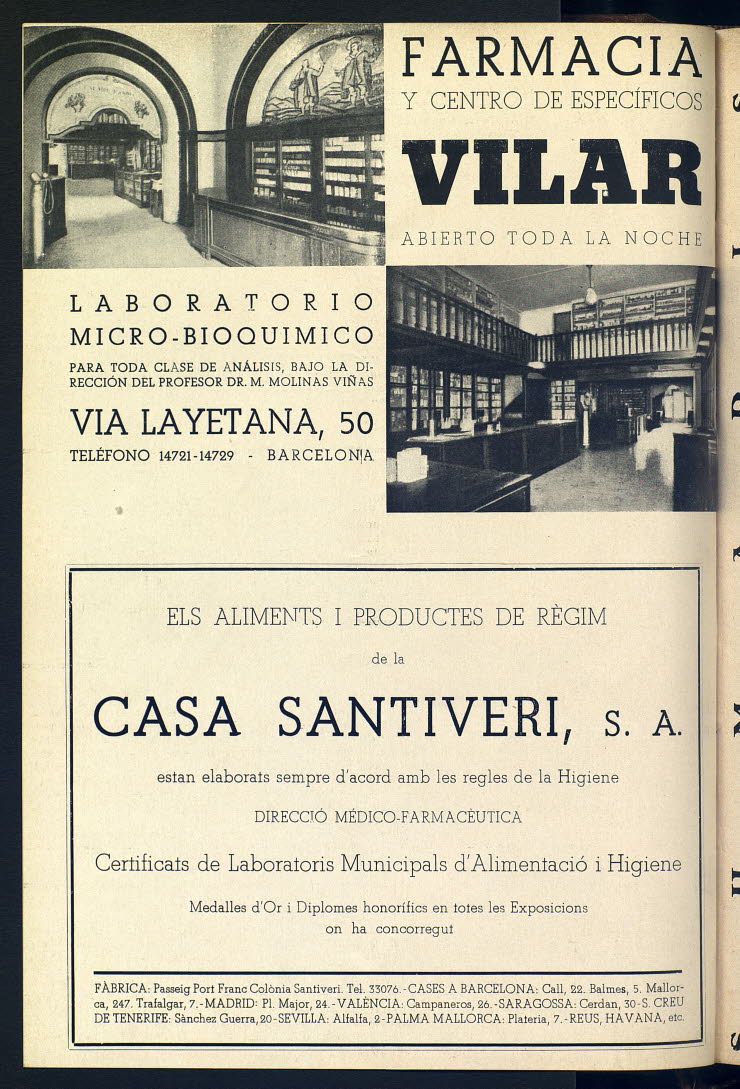 FARMACIA
Y CENTRO DE ESPECÍFICOS
VILAR
ABIERTO TODA LA NOCHE
LABORATORIO
MICRO-BIOQUIMICO
PARA TODA CLASE DE ANÁLISIS, BAJO LA DI-
RECCIÓN DEL PROFESOR DR. M. MOLINAS VIÑAS
VIA LAYETANA, 50
TELÉFONO 14721-14729 - BARCELONA
ELS ALIMENTS I PRODUCTES DE RÈGIM
de la
CASA SANTIVERI, S. A.
estan elaborats sempre d'acord amb les regles de la Higiene
DIRECCIÓ MÉDICO-FARMACÈUTICA
Certificats de Laboratoris Municipals d'Alimentació i Higiene
Medalles d'Or i Diplomes honorífics en totes les Exposicions
on ha concorregut
FÀBRICA: Passeig Port Franc Colònia Santiveri. Tel. 33076.-CASES A BARCELONA: Call, 22. Balmes, 5. Mallor-
ca, 247. Trafalgar, 7.-MADRID: Pl. Major, 24.-VALÈNCIA: Campaneros, 26.-SARAGOSSA: Cerdan, 30-S. CREU
DE TENERIFE: Sànchez Guerra, 20-SEVILLA: Alfalfa, 2-PALMA MALLORCA: Plateria, 7.-REUS, HAVANA, etc.